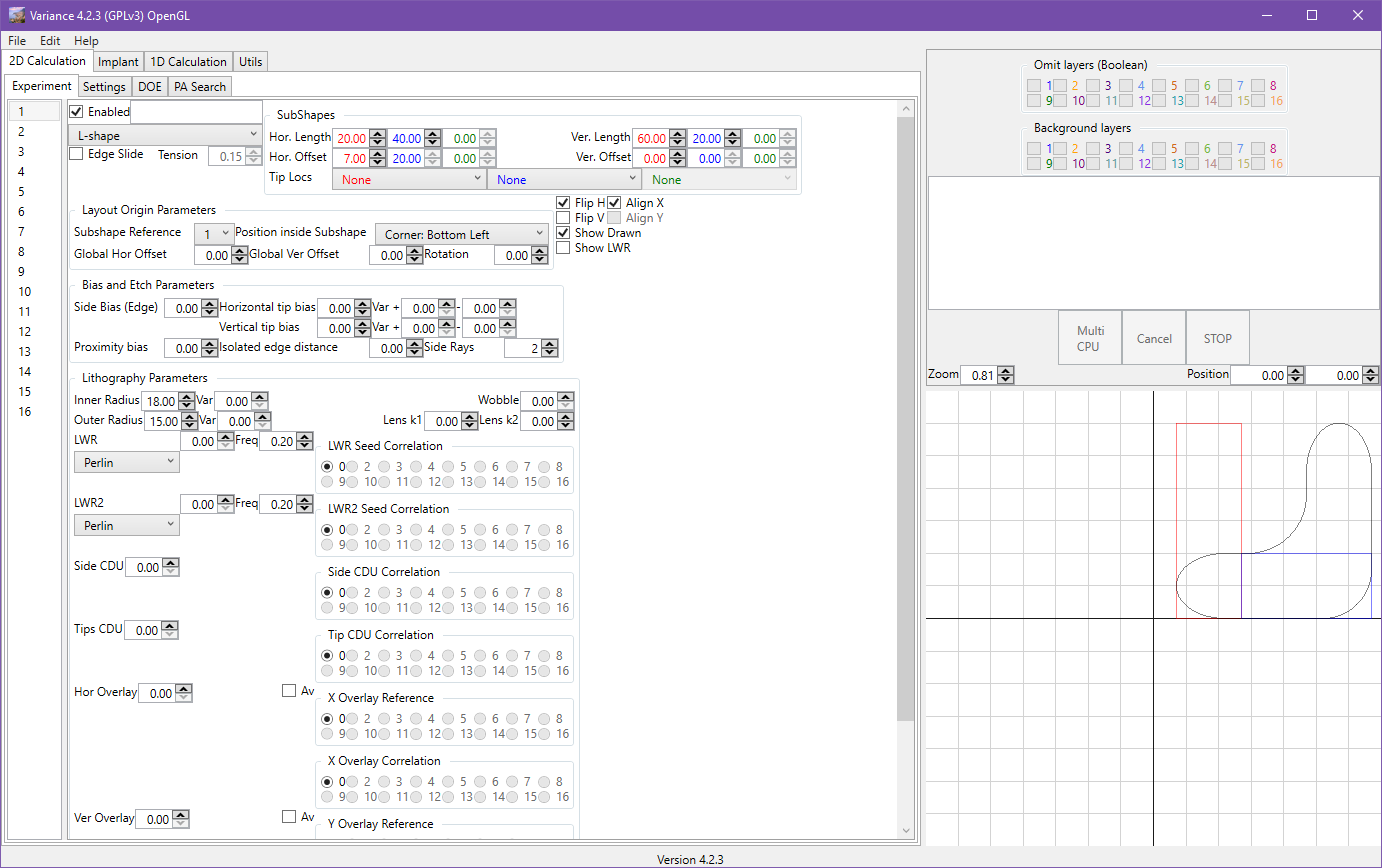 Variance 4.2.3 (GPLv3) OpenGL
File Edit Help
2D Calculation Implant 1D Calculation Utils
Experiment Settings DOE PA Search
1
2
3
4
5
6
7
8
9
10
11
12
13
14
15
16
Enabled
L-shape
Edge Slide Tension 0.15
SubShapes
Hor. Length 20.00 40.00 0.00 Ver. Length 60.00 20.00 0.00
Hor. Offset 7.00 20.00 0.00 Ver. Offset 0.00 0.00 0.00
Tip Locs None None None
Flip H Align X
Flip V Align Y
Show Drawn
Show LWR
Layout Origin Parameters
Subshape Reference 1 Position inside Subshape Corner: Bottom Left
Global Hor Offset 0.00 Global Ver Offset 0.00 Rotation 0.00
Bias and Etch Parameters
Side Bias (Edge) 0.00 Horizontal tip bias 0.00 Var + 0.00 - 0.00
Vertical tip bias 0.00 Var + 0.00 - 0.00
Proximity bias 0.00 Isolated edge distance 0.00 Side Rays 2
Lithography Parameters
Inner Radius 18.00 Var 0.00 Wobble 0.00
Outer Radius 15.00 Var 0.00 Lens k1 0.00 Lens k2 0.00
LWR 0.00 Freq 0.20
Perlin
LWR Seed Correlation
0 2 3 4 5 6 7 8
9 10 11 12 13 14 15 16
LWR2 0.00 Freq 0.20
Perlin
LWR2 Seed Correlation
0 2 3 4 5 6 7 8
9 10 11 12 13 14 15 16
Side CDU 0.00
Side CDU Correlation
0 2 3 4 5 6 7 8
9 10 11 12 13 14 15 16
Tips CDU 0.00
Tip CDU Correlation
0 2 3 4 5 6 7 8
9 10 11 12 13 14 15 16
Hor Overlay 0.00 Av
X Overlay Reference
0 2 3 4 5 6 7 8
9 10 11 12 13 14 15 16
X Overlay Correlation
0 2 3 4 5 6 7 8
9 10 11 12 13 14 15 16
Ver Overlay 0.00 Av
Y Overlay Reference
Omit layers (Boolean)
1 2 3 4 5 6 7 8
9 10 11 12 13 14 15 16
Background layers
1 2 3 4 5 6 7 8
9 10 11 12 13 14 15 16
Multi
CPU
Cancel
STOP
Zoom 0.81 Position 0.00 0.00
Version 4.2.3